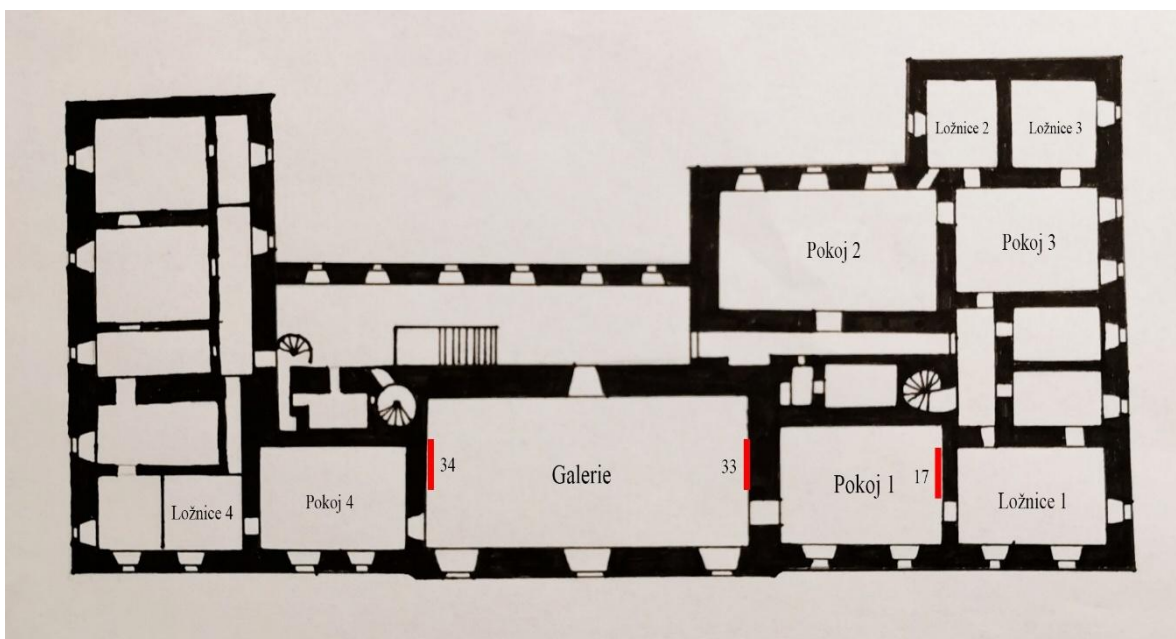 Ložnice 2
Ložnice 3
Pokoj 2
Pokoj 3
34
Galerie
33
Pokoj 1
17
Ložnice 1
Ložnice 4
Pokoj 4